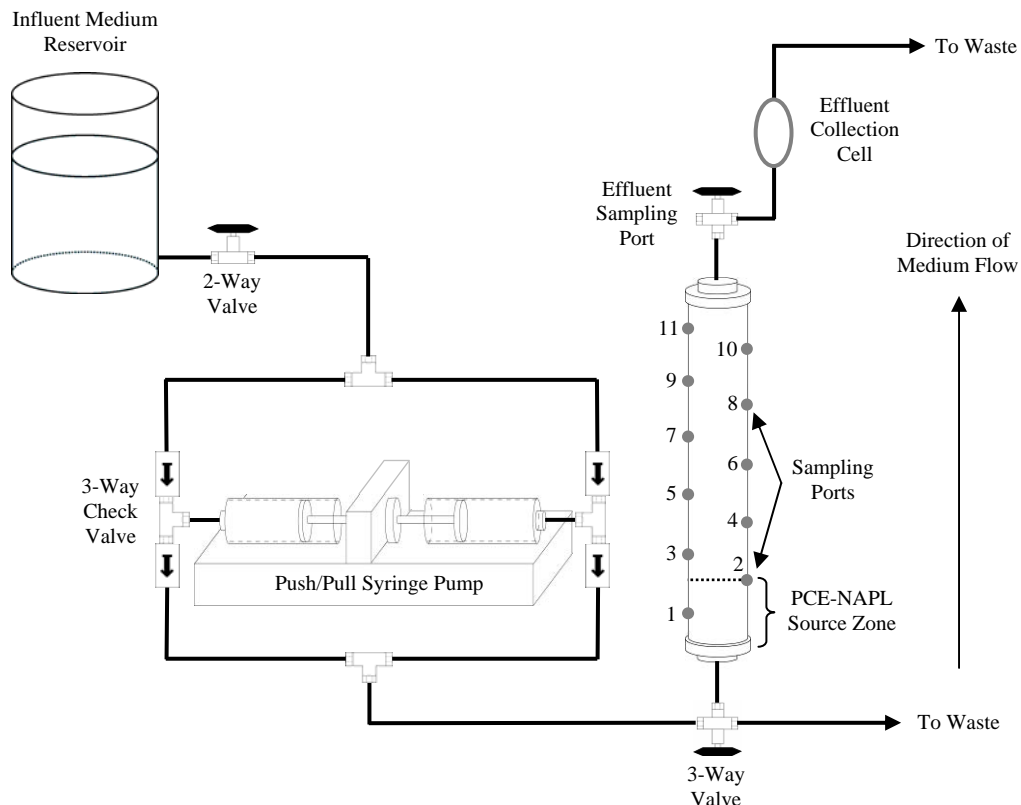 Influent Medium
Reservoir
To Waste
Effluent
Collection
Cell
Effluent
Sampling
Port
2-Way
Valve
Direction of
Medium Flow
11
10
9
8
7
6
5
4
3
2
1
Sampling
Ports
3-Way
Check
Valve
Push/Pull Syringe Pump
PCE-NAPL
Source Zone
To Waste
3-Way
Valve